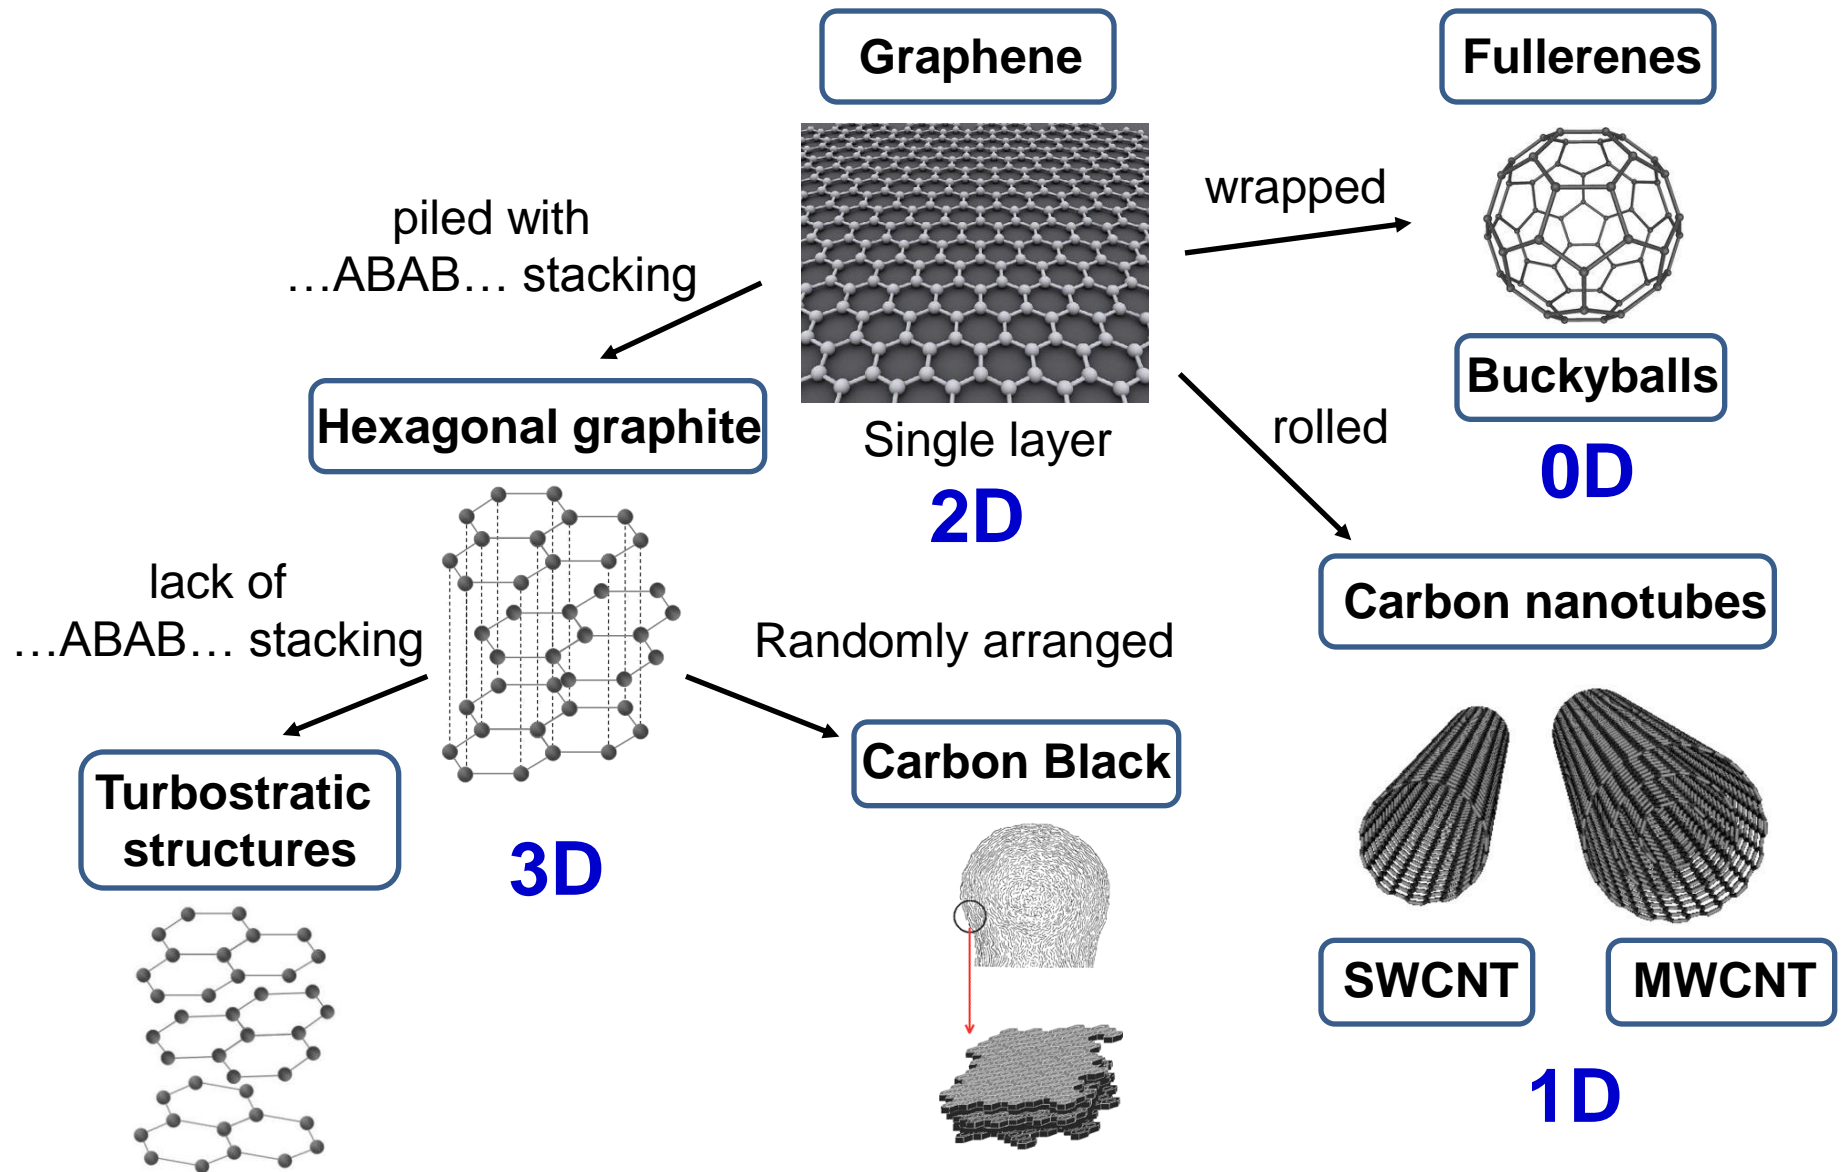 Graphene
Fullerenes
wrapped
piled with
…ABAB… stacking
Buckyballs
Hexagonal graphite
Single layer
rolled
0D
2D
lack of
…ABAB… stacking
Randomly arranged
Carbon nanotubes
Carbon Black
Turbostratic
structures
3D
SWCNT
MWCNT
1D